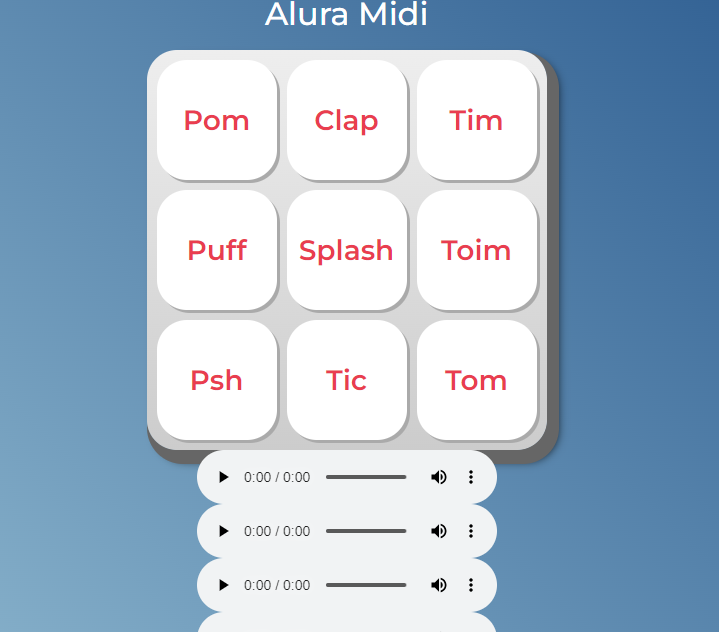 Alura Midi
Pom Clap Tim
Puff Splash Toim
Psh Tic Tom
0:00 / 0:00
0:00 / 0:00
0:00 / 0:00